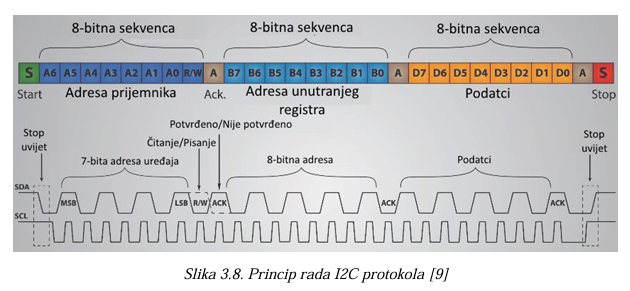 8-bitna sekvenca 8-bitna sekvenca 8-bitna sekvenca
S A6 A5 A4 A3 A2 A1 A0 R/W A B7 B6 B5 B4 B3 B2 B1 B0 A D7 D6 D5 D4 D3 D2 D1 D0 A S
Start Adresa prijemnika Ack. Adresa unutranjeg Podatci Stop
registra
Potvrđeno/Nije potvrđeno
Stop Stop
uvijet Čitanje/Pisanje uvijet
7-bita adresa uređaja 8-bitna adresa Podatci
SDA
MSB LSB R/W ACK ACK ACK
SCL
Slika 3.8. Princip rada I2C protokola [9]